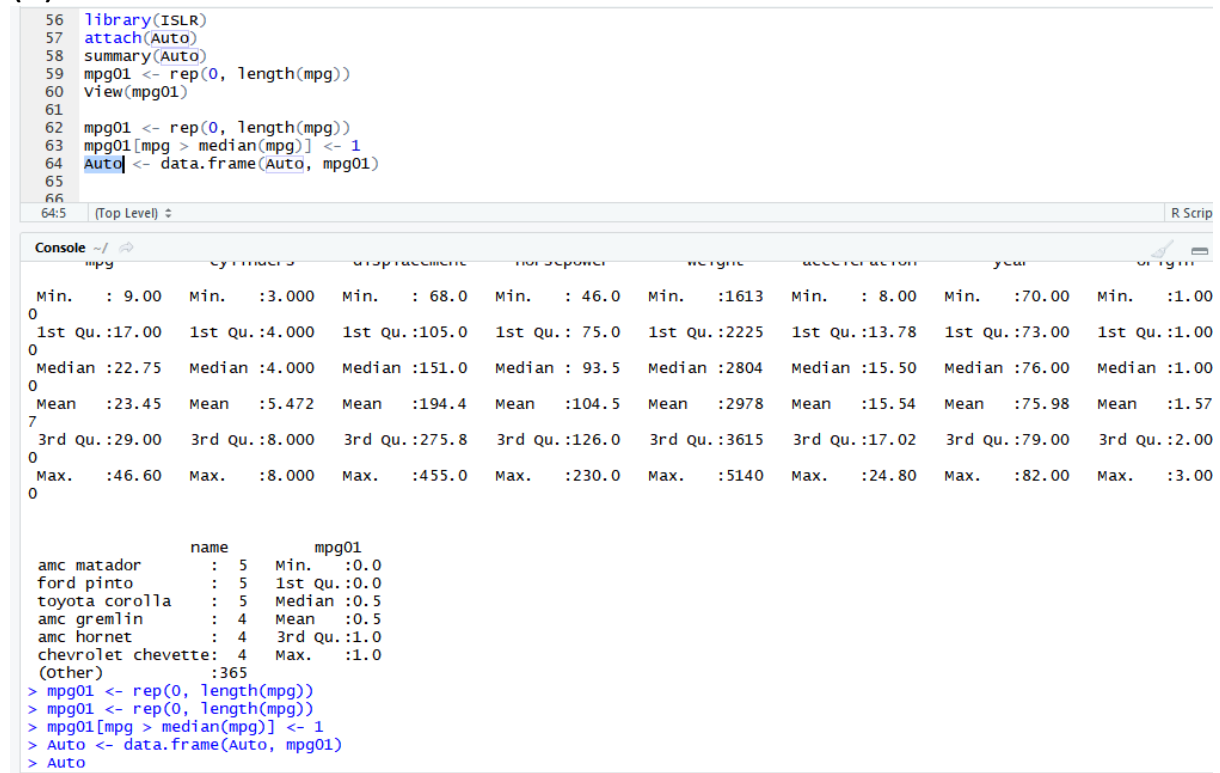 56 library(ISLR)
57 attach(Auto)
58 summary(Auto)
59 mpg01 <- rep(0, length(mpg))
60 View(mpg01)
61
62 mpg01 <- rep(0, length(mpg))
63 mpg01[mpg > median(mpg)] <- 1
64 Auto <- data.frame(Auto, mpg01)
65
66
64:5 (Top Level) R Scrip
Console ~/
mpg cylinders displacement horsepower weight acceleration year origin
Min. : 9.00 Min. :3.000 Min. : 68.0 Min. : 46.0 Min. :1613 Min. : 8.00 Min. :70.00 Min. :1.00
0
1st Qu.:17.00 1st Qu.:4.000 1st Qu.:105.0 1st Qu.: 75.0 1st Qu.:2225 1st Qu.:13.78 1st Qu.:73.00 1st Qu.:1.00
0
Median :22.75 Median :4.000 Median :151.0 Median : 93.5 Median :2804 Median :15.50 Median :76.00 Median :1.00
0
Mean :23.45 Mean :5.472 Mean :194.4 Mean :104.5 Mean :2978 Mean :15.54 Mean :75.98 Mean :1.57
7
3rd Qu.:29.00 3rd Qu.:8.000 3rd Qu.:275.8 3rd Qu.:126.0 3rd Qu.:3615 3rd Qu.:17.02 3rd Qu.:79.00 3rd Qu.:2.00
0
Max. :46.60 Max. :8.000 Max. :455.0 Max. :230.0 Max. :5140 Max. :24.80 Max. :82.00 Max. :3.00
0
name mpg01
amc matador : 5 Min. :0.0
ford pinto : 5 1st Qu.:0.0
toyota corolla : 5 Median :0.5
amc gremlin : 4 Mean :0.5
amc hornet : 4 3rd Qu.:1.0
chevrolet chevette: 4 Max. :1.0
(Other) :365
> mpg01 <- rep(0, length(mpg))
> mpg01 <- rep(0, length(mpg))
> mpg01[mpg > median(mpg)] <- 1
> Auto <- data.frame(Auto, mpg01)
> Auto